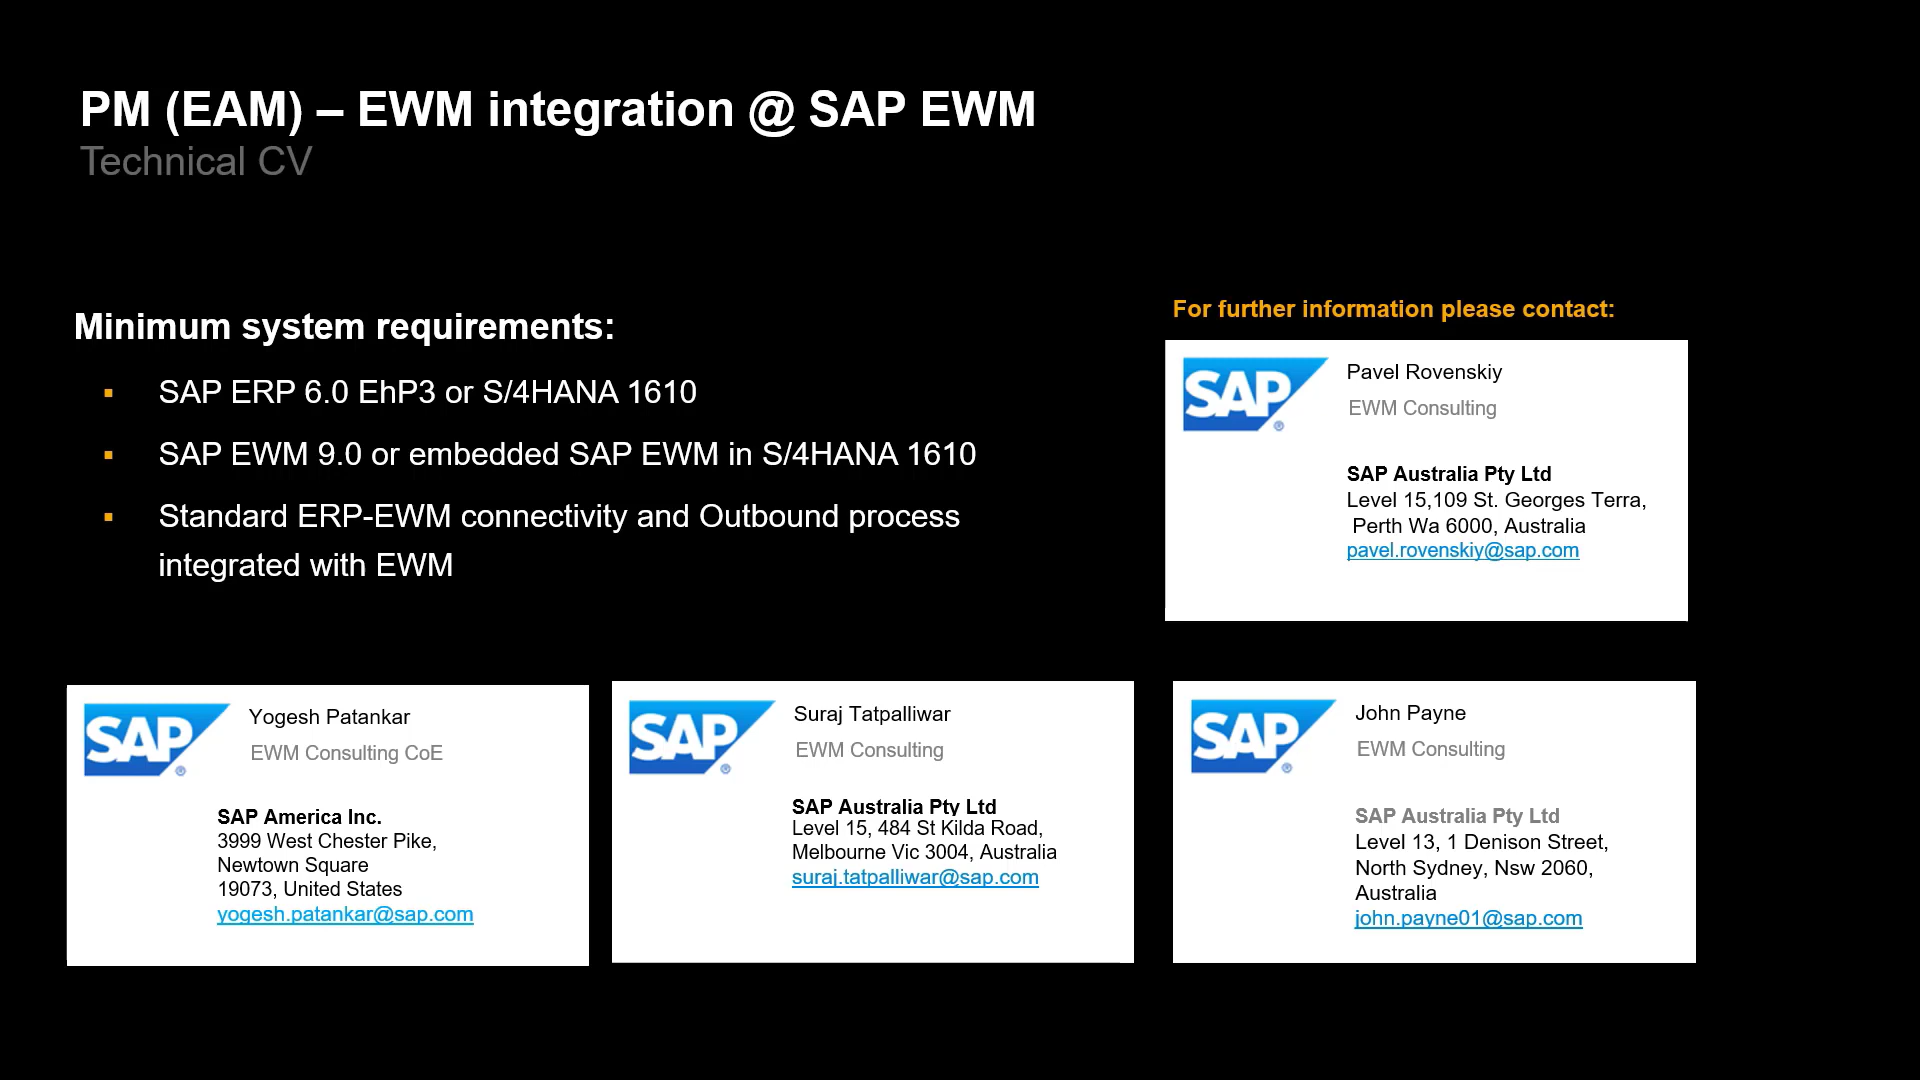 PM (EAM) – EWM integration @ SAP EWM
Technical CV
Minimum system requirements:
▪ SAP ERP 6.0 EhP3 or S/4HANA 1610
▪ SAP EWM 9.0 or embedded SAP EWM in S/4HANA 1610
▪ Standard ERP-EWM connectivity and Outbound process
integrated with EWM
For further information please contact:
SAP®
Pavel Rovenskiy
EWM Consulting
SAP Australia Pty Ltd
Level 15,109 St. Georges Terra,
Perth Wa 6000, Australia
pavel.rovenskiy@sap.com
SAP®
Yogesh Patankar
EWM Consulting CoE
SAP America Inc.
3999 West Chester Pike,
Newtown Square
19073, United States
yogesh.patankar@sap.com
SAP®
Suraj Tatpalliwar
EWM Consulting
SAP Australia Pty Ltd
Level 15, 484 St Kilda Road,
Melbourne Vic 3004, Australia
suraj.tatpalliwar@sap.com
SAP®
John Payne
EWM Consulting
SAP Australia Pty Ltd
Level 13, 1 Denison Street,
North Sydney, Nsw 2060,
Australia
john.payne01@sap.com